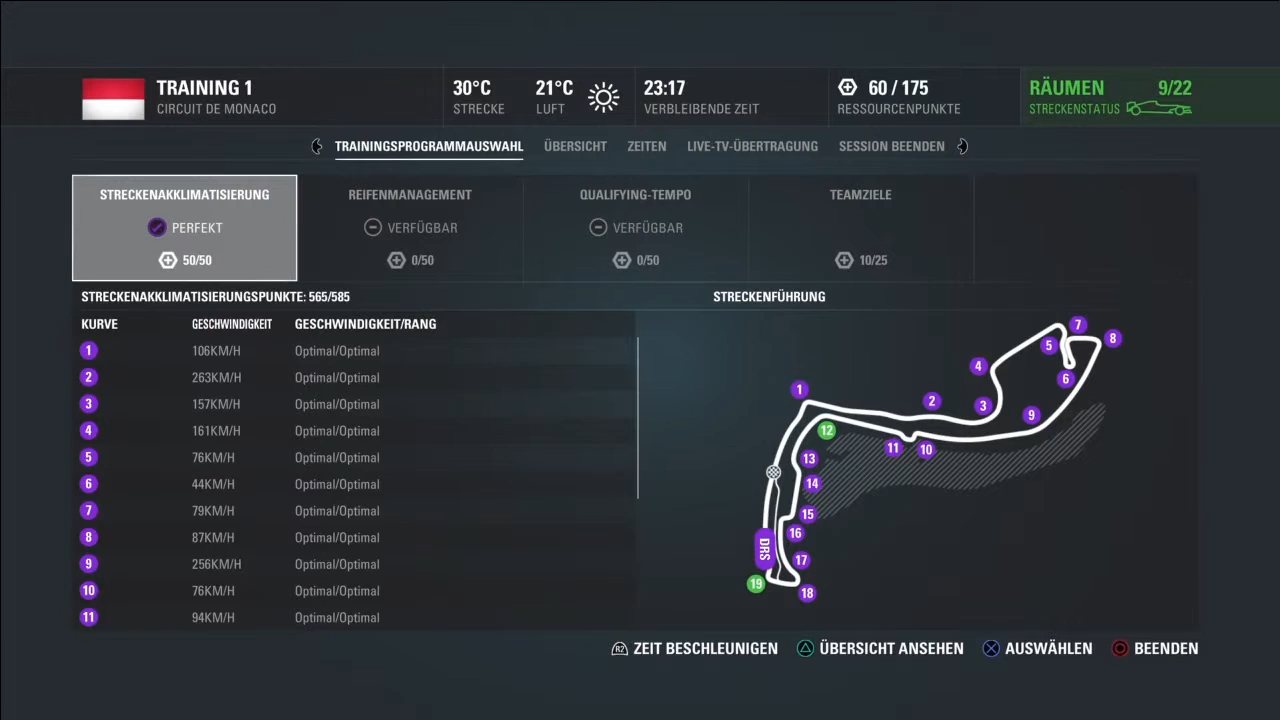 TRAINING 1
CIRCUIT DE MONACO
30°C
STRECKE
21°C
LUFT
23:17
VERBLEIBENDE ZEIT
60 / 175
RESSOURCENPUNKTE
RÄUMEN 9/22
STRECKENSTATUS
TRAININGSPROGRAMMAUSWAHL ÜBERSICHT ZEITEN LIVE-TV-ÜBERTRAGUNG SESSION BEENDEN
STRECKENAKKLIMATISIERUNG
PERFEKT
50/50
REIFENMANAGEMENT
VERFÜGBAR
0/50
QUALIFYING-TEMPO
VERFÜGBAR
0/50
TEAMZIELE
10/25
STRECKENAKKLIMATISIERUNGSPUNKTE: 565/585
KURVE GESCHWINDIGKEIT GESCHWINDIGKEIT/RANG
1 106KM/H Optimal/Optimal
2 263KM/H Optimal/Optimal
3 157KM/H Optimal/Optimal
4 161KM/H Optimal/Optimal
5 76KM/H Optimal/Optimal
6 44KM/H Optimal/Optimal
7 79KM/H Optimal/Optimal
8 87KM/H Optimal/Optimal
9 256KM/H Optimal/Optimal
10 76KM/H Optimal/Optimal
11 94KM/H Optimal/Optimal
STRECKENFÜHRUNG
7
8
5
4
6
1
2
3
9
12
11
10
13
14
15
16
DRS
17
19
18
R2 ZEIT BESCHLEUNIGEN ÜBERSICHT ANSEHEN AUSWÄHLEN BEENDEN